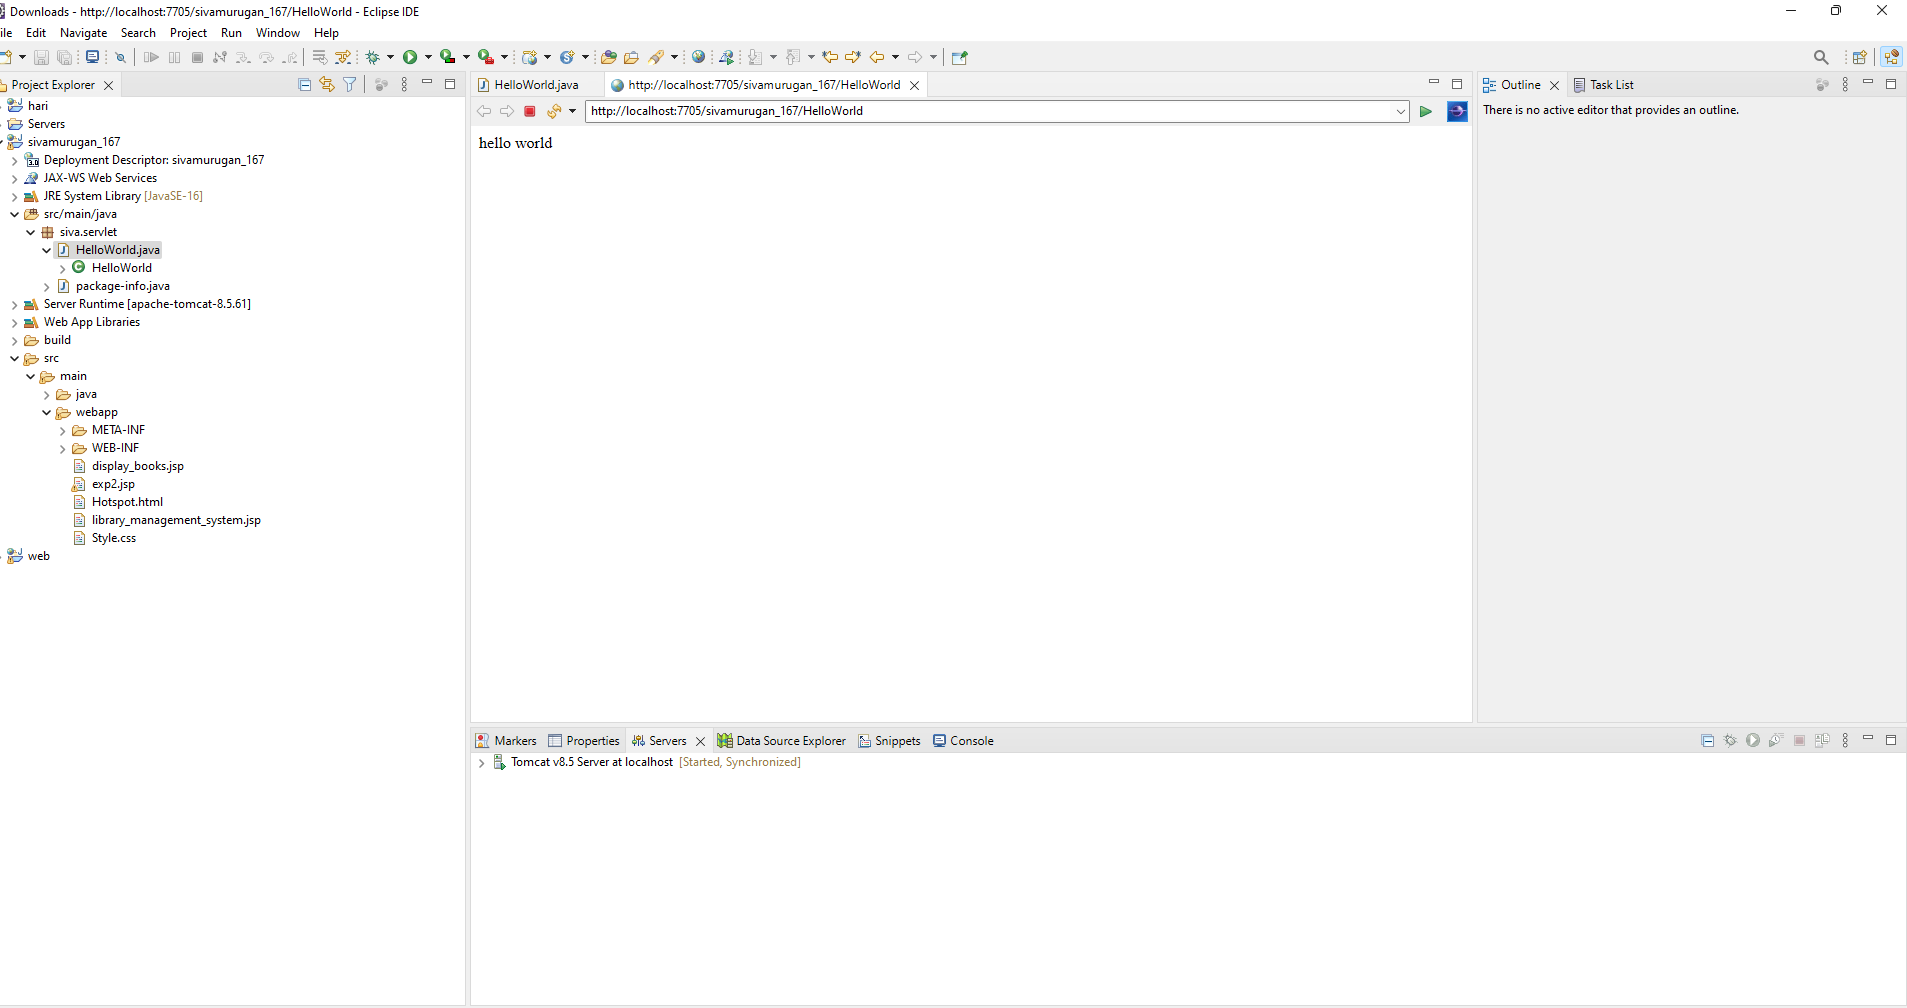 Downloads - http://localhost:7705/sivamurugan_167/HelloWorld - Eclipse IDE
ile Edit Navigate Search Project Run Window Help
Project Explorer
hari
Servers
sivamurugan_167
Deployment Descriptor: sivamurugan_167
3.0
JAX-WS Web Services
JRE System Library [JavaSE-16]
src/main/java
siva.servlet
HelloWorld.java
HelloWorld
package-info.java
Server Runtime [apache-tomcat-8.5.61]
Web App Libraries
build
src
main
java
webapp
META-INF
WEB-INF
display_books.jsp
exp2.jsp
Hotspot.html
library_management_system.jsp
Style.css
web
HelloWorld.java
http://localhost:7705/sivamurugan_167/HelloWorld
http://localhost:7705/sivamurugan_167/HelloWorld
hello world
Outline Task List
There is no active editor that provides an outline.
Markers Properties Servers Data Source Explorer Snippets Console
Tomcat v8.5 Server at localhost [Started, Synchronized]